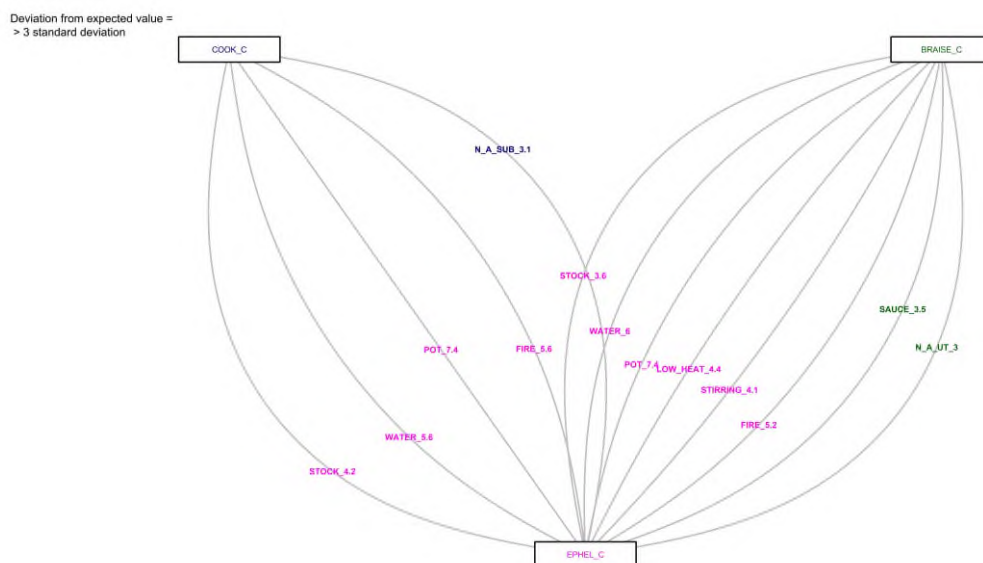 Deviation from expected value =
> 3 standard deviation
COOK_C
BRAISE_C
N_A_SUB_3.1
STOCK_3.6
SAUCE_3.5
WATER_6
N_A_UT_3
POT_7.4
FIRE_5.6
POT_7.4
LOW_HEAT_4.4
STIRRING_4.1
FIRE_5.2
WATER_5.6
STOCK_4.2
EPHEL_C